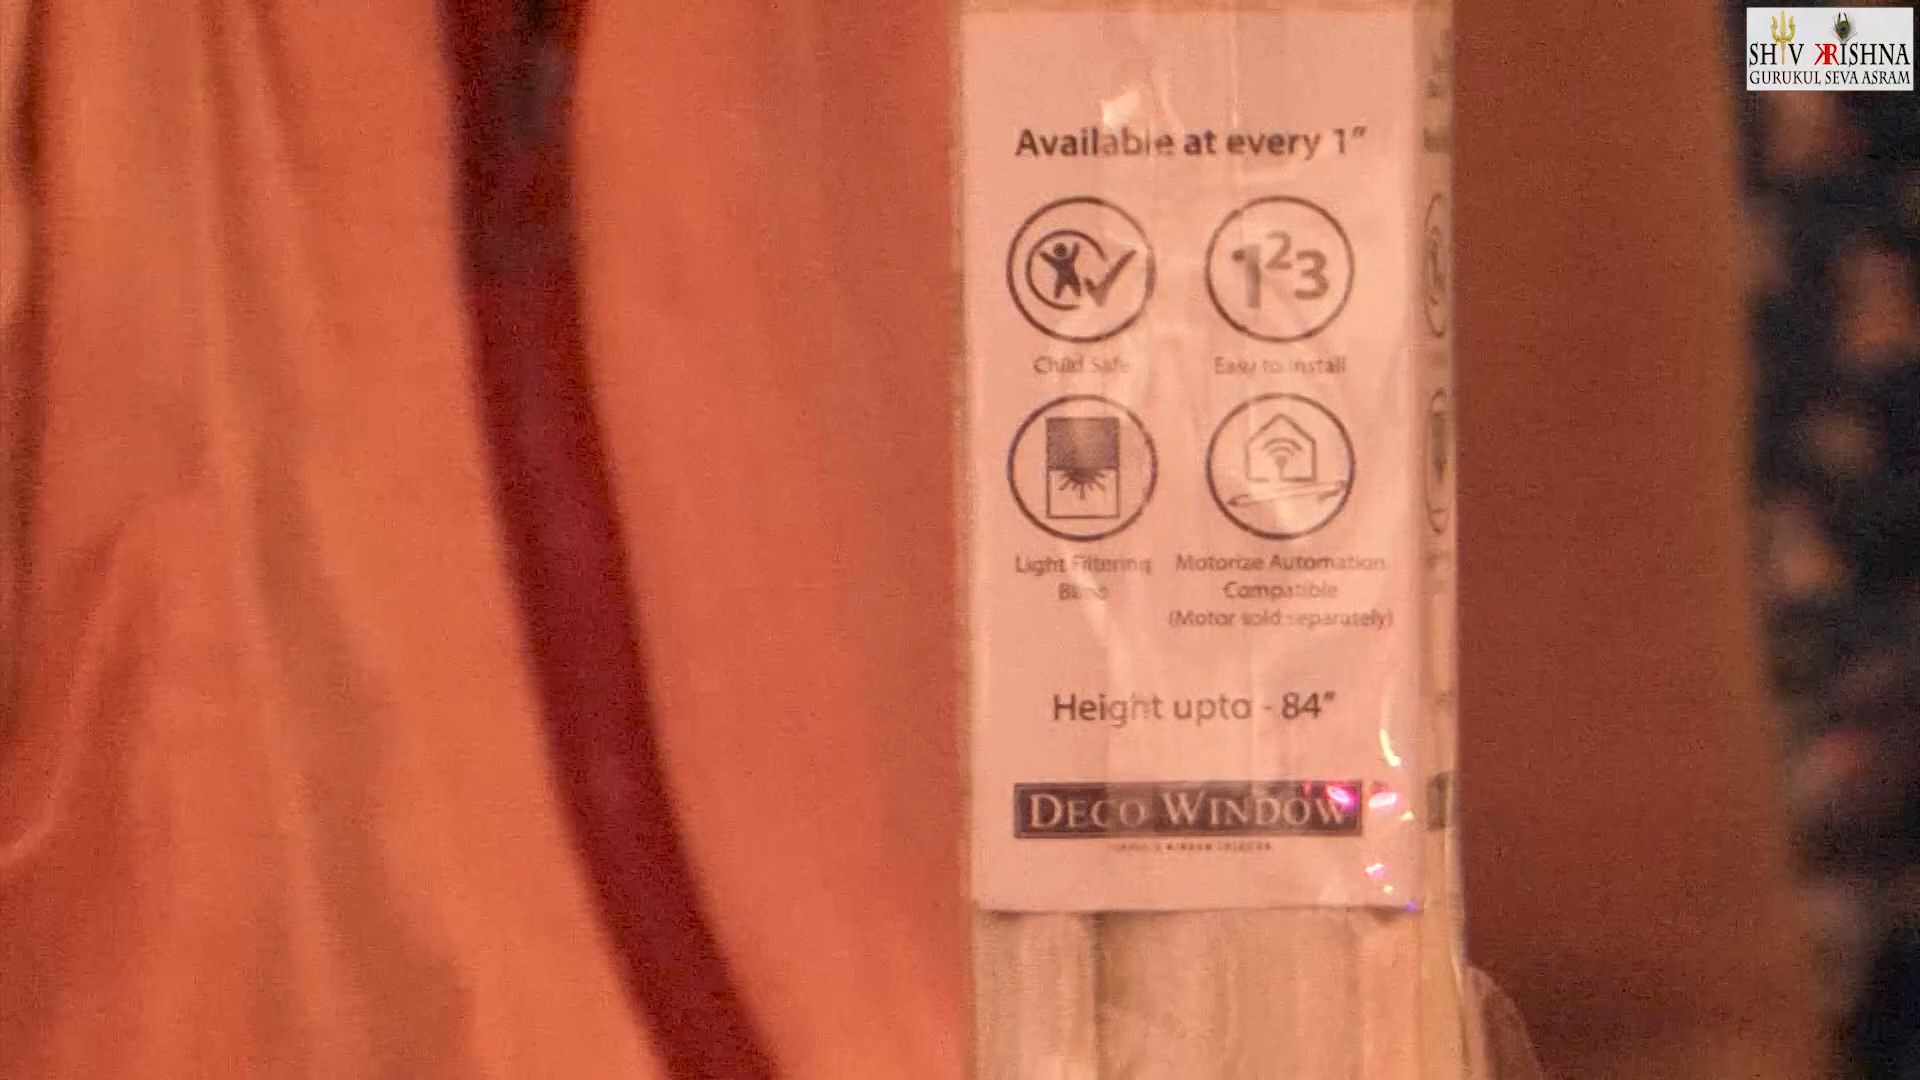 SHIV KRISHNA
GURUKUL SEVA ASRAM
Available at every 1”
123
Child Safe
Easy to Install
Light Filtering
Blind
Motorize Automation
Compatible
(Motor sold separately)
Height upto - 84”
DECO WINDOW